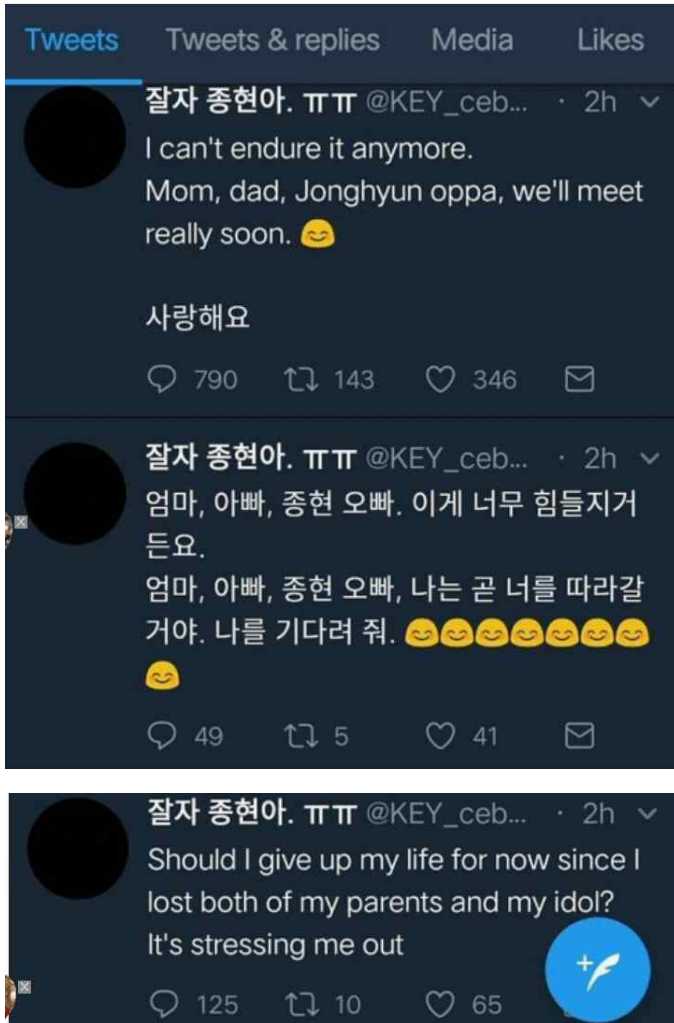 Tweets Tweets & replies Media Likes
잘자 종현아. ㅠㅠ @KEY_ceb... · 2h
I can't endure it anymore.
Mom, dad, Jonghyun oppa, we'll meet
really soon. 😊
사랑해요
790 143 346
잘자 종현아. ㅠㅠ @KEY_ceb... · 2h
엄마, 아빠, 종현 오빠. 이게 너무 힘들지거
든요.
엄마, 아빠, 종현 오빠, 나는 곧 너를 따라갈
거야. 나를 기다려 줘. 😊😊😊😊😊😊😊
😊
49 5 41
잘자 종현아. ㅠㅠ @KEY_ceb... · 2h
Should I give up my life for now since I
lost both of my parents and my idol?
It's stressing me out
125 10 65